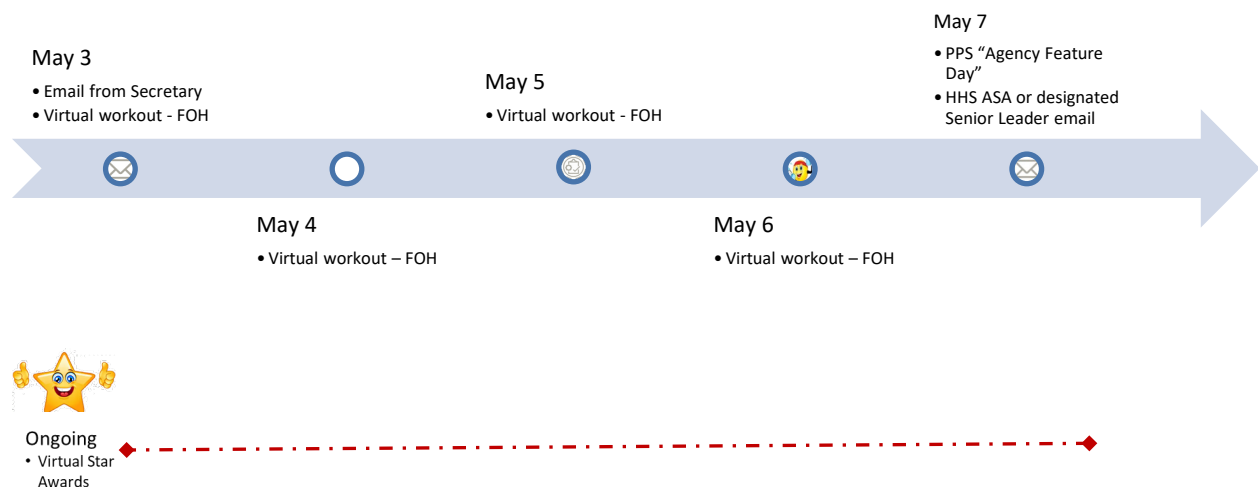 May 3
• Email from Secretary
• Virtual workout - FOH
May 4
• Virtual workout – FOH
May 5
• Virtual workout - FOH
May 6
• Virtual workout – FOH
May 7
• PPS “Agency Feature
Day”
• HHS ASA or designated
Senior Leader email
Ongoing
• Virtual Star
Awards